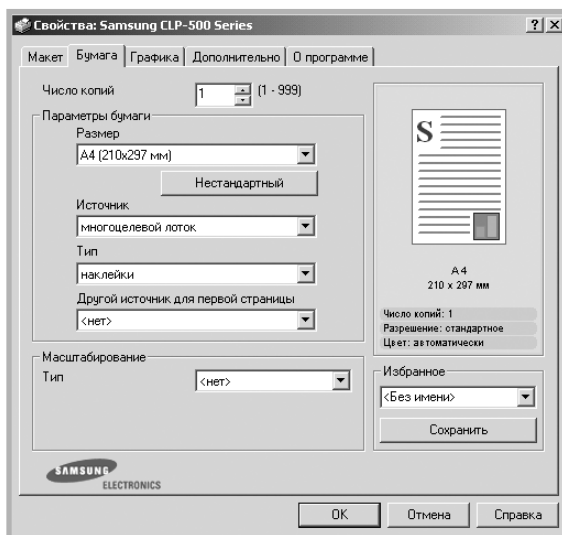 Свойства: Samsung CLP-500 Series
Макет Бумага Графика Дополнительно О программе
Число копий 1 (1 - 999)
Параметры бумаги
Размер
A4 (210x297 мм)
Нестандартный
Источник
многоцелевой лоток
Тип
наклейки
Другой источник для первой страницы
<нет>
Масштабирование
Тип <нет>
S
A4
210 x 297 мм
Число копий: 1
Разрешение: стандартное
Цвет: автоматически
Избранное
<Без имени>
Сохранить
SAMSUNG
ELECTRONICS
OK Отмена Справка